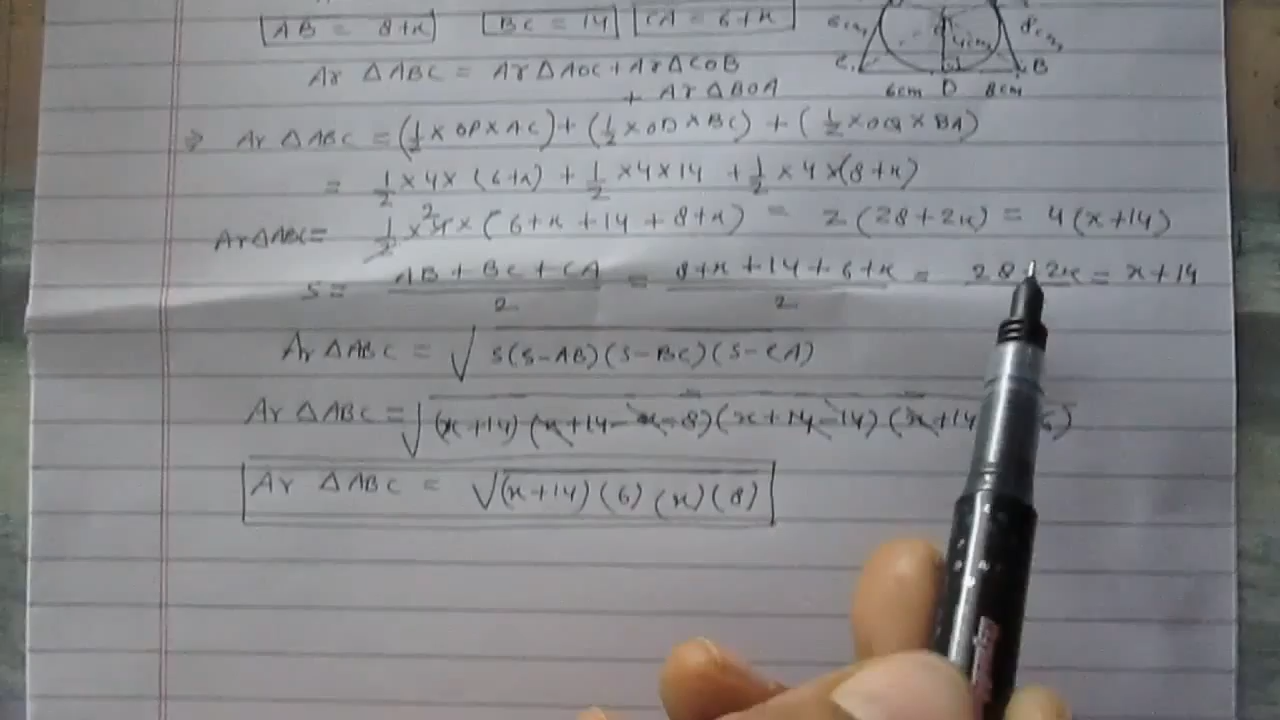 AB = 8+x BC = 14 CA = 6+x
6cm 8cm
4cm
C B
6cm D 8cm
Ar △ABC = Ar△AOC + Ar△COB
+ Ar△BOA
⇒ Ar △ABC = (1/2 × OP × AC) + (1/2 × OD × BC) + (1/2 × OQ × BA)
= 1/2 × 4 × (6+x) + 1/2 × 4 × 14 + 1/2 × 4 × (8+x)
Ar△ABC = 1/2 × 4 2 × (6+x+14+8+x) = 2(28+2x) = 4(x+14)
S = AB+BC+CA/2 = 8+x+14+6+x/2 = 28+2x = x+14
Ar △ABC = √S(S-AB)(S-BC)(S-CA)
Ar △ABC = √(x+14)(x+14-x-8)(x+14-14)(x+14 6)
Ar △ABC = √(x+14)(6)(x)(8)